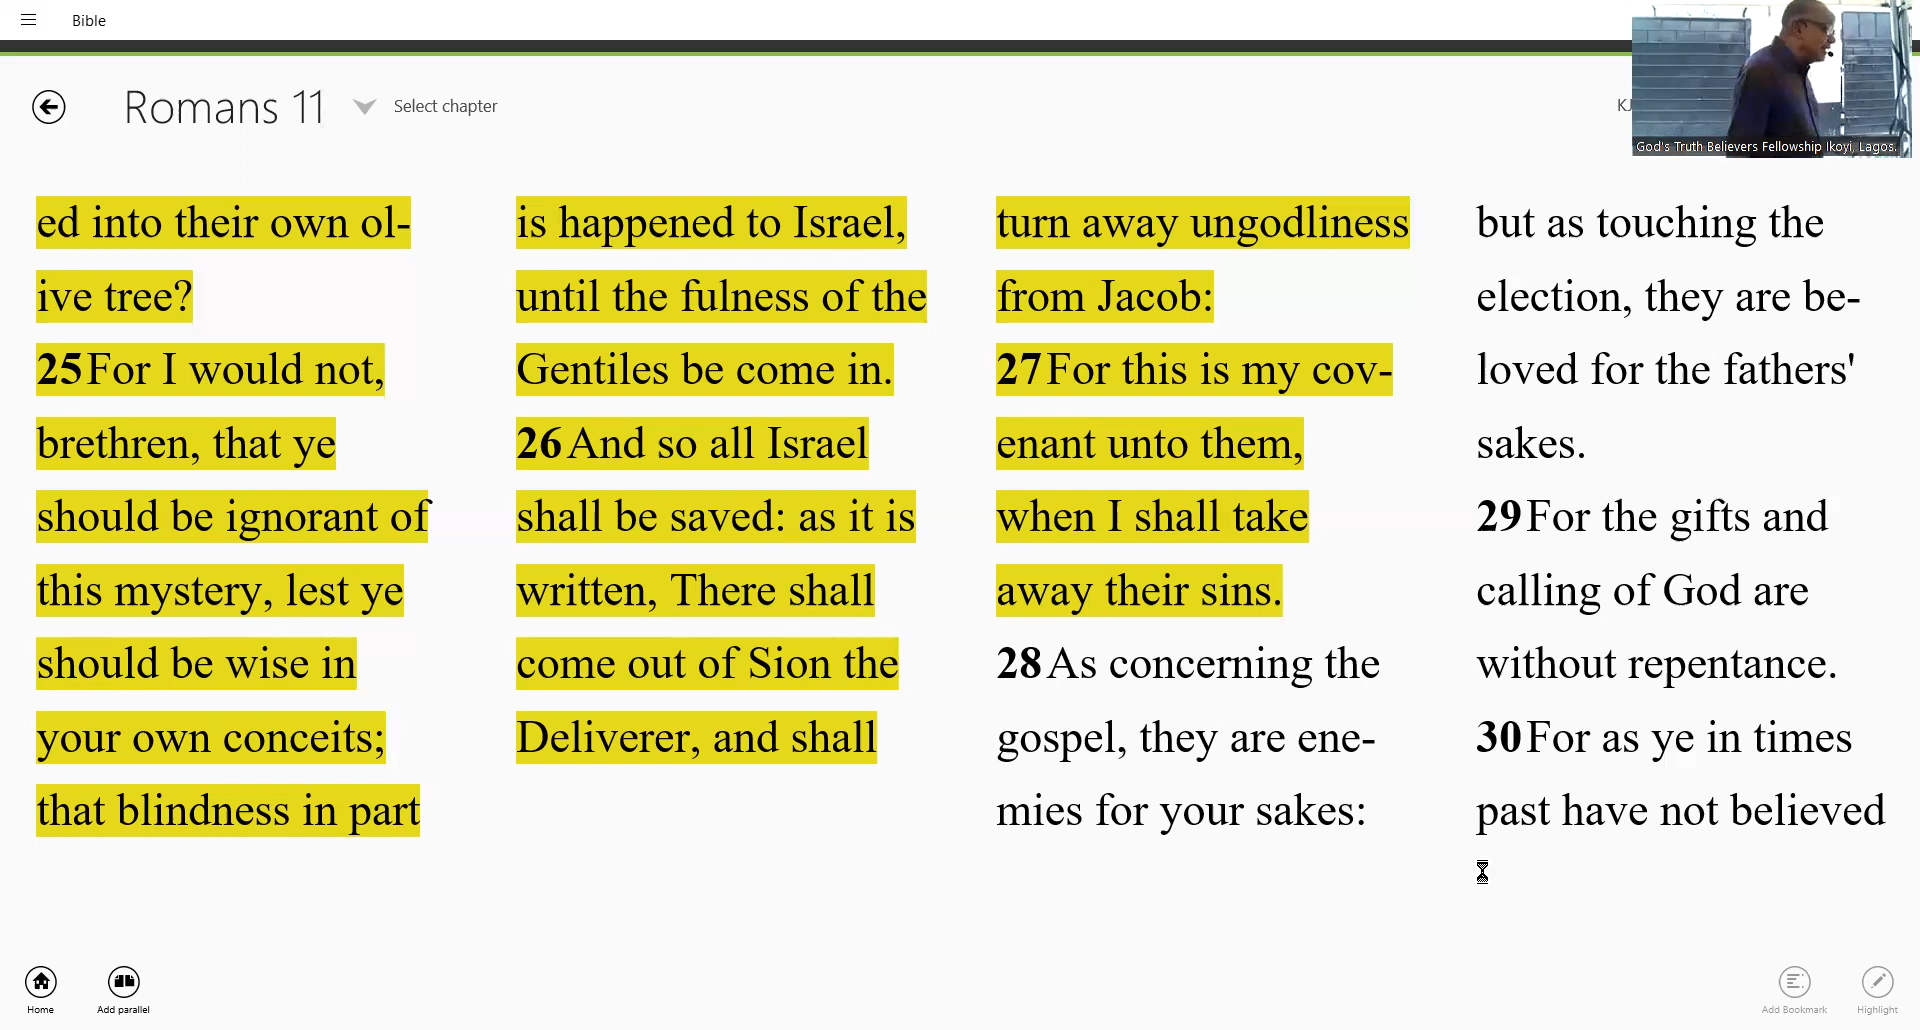 Bible
Romans 11
Select chapter
KJ
God's Truth Believers Fellowship Ikoyi, Lagos.
ed into their own ol-
ive tree?
25 For I would not,
brethren, that ye
should be ignorant of
this mystery, lest ye
should be wise in
your own conceits;
that blindness in part
is happened to Israel,
until the fulness of the
Gentiles be come in.
26 And so all Israel
shall be saved: as it is
written, There shall
come out of Sion the
Deliverer, and shall
turn away ungodliness
from Jacob:
27 For this is my cov-
enant unto them,
when I shall take
away their sins.
28 As concerning the
gospel, they are ene-
mies for your sakes:
but as touching the
election, they are be-
loved for the fathers'
sakes.
29 For the gifts and
calling of God are
without repentance.
30 For as ye in times
past have not believed
Home
Add parallel
Add Bookmark
Highlight